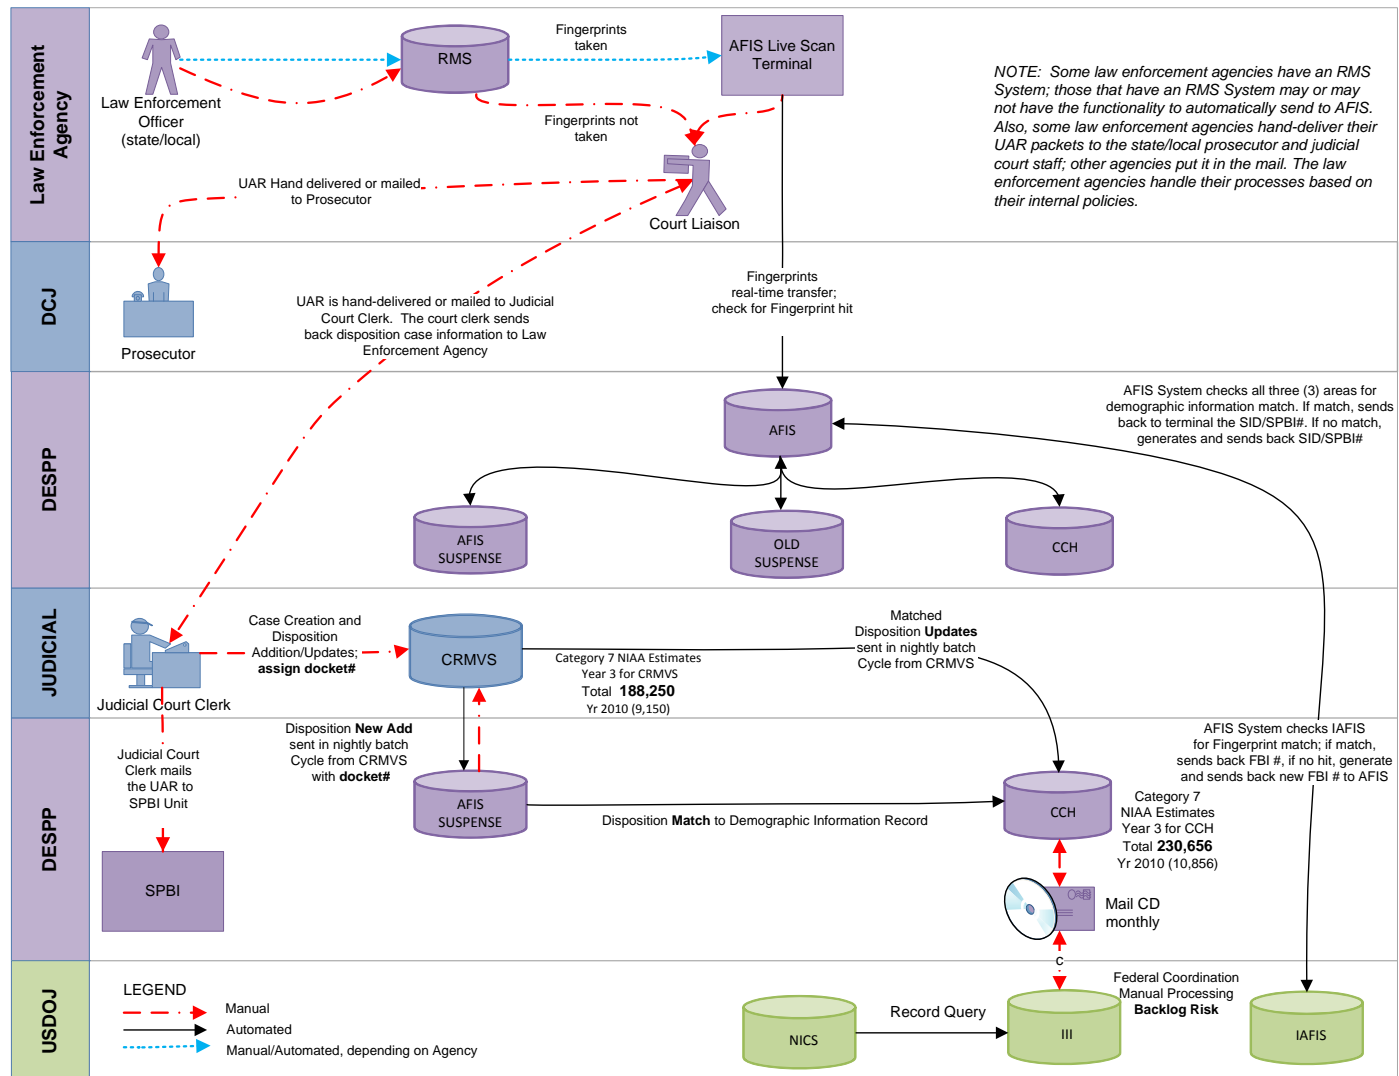 Law Enforcement
Agency
Law Enforcement
Officer
(state/local)
RMS
Fingerprints
taken
Fingerprints not
taken
AFIS Live Scan
Terminal
NOTE:  Some law enforcement agencies have an RMS
System; those that have an RMS System may or may
not have the functionality to automatically send to AFIS.
Also, some law enforcement agencies hand-deliver their
UAR packets to the state/local prosecutor and judicial
court staff; other agencies put it in the mail. The law
enforcement agencies handle their processes based on
their internal policies.
UAR Hand delivered or mailed
to Prosecutor
Court Liaison
DCJ
Prosecutor
UAR is hand-delivered or mailed to Judicial
Court Clerk.  The court clerk sends
back disposition case information to Law
Enforcement Agency
Fingerprints
real-time transfer;
check for Fingerprint hit
DESPP
AFIS
AFIS System checks all three (3) areas for
demographic information match. If match, sends
back to terminal the SID/SPBI#. If no match,
generates and sends back SID/SPBI#
AFIS
SUSPENSE
OLD
SUSPENSE
CCH
JUDICIAL
Judicial Court Clerk
Case Creation and
Disposition
Addition/Updates;
assign docket#
CRMVS
Category 7 NIAA Estimates
Year 3 for CRMVS
Total 188,250
Yr 2010 (9,150)
Matched
Disposition Updates
sent in nightly batch
Cycle from CRMVS
DESPP
Judicial Court
Clerk mails
the UAR to
SPBI Unit
SPBI
Disposition New Add
sent in nightly batch
Cycle from CRMVS
with docket#
AFIS
SUSPENSE
Disposition Match to Demographic Information Record
CCH
Category 7
NIAA Estimates
Year 3 for CCH
Total 230,656
Yr 2010 (10,856)
AFIS System checks IAFIS
for Fingerprint match; if match,
sends back FBI #, if no hit, generate
and sends back new FBI # to AFIS
Mail CD
monthly
C
USDOJ
LEGEND
Manual
Automated
Manual/Automated, depending on Agency
NICS
Record Query
III
Federal Coordination
Manual Processing
Backlog Risk
IAFIS